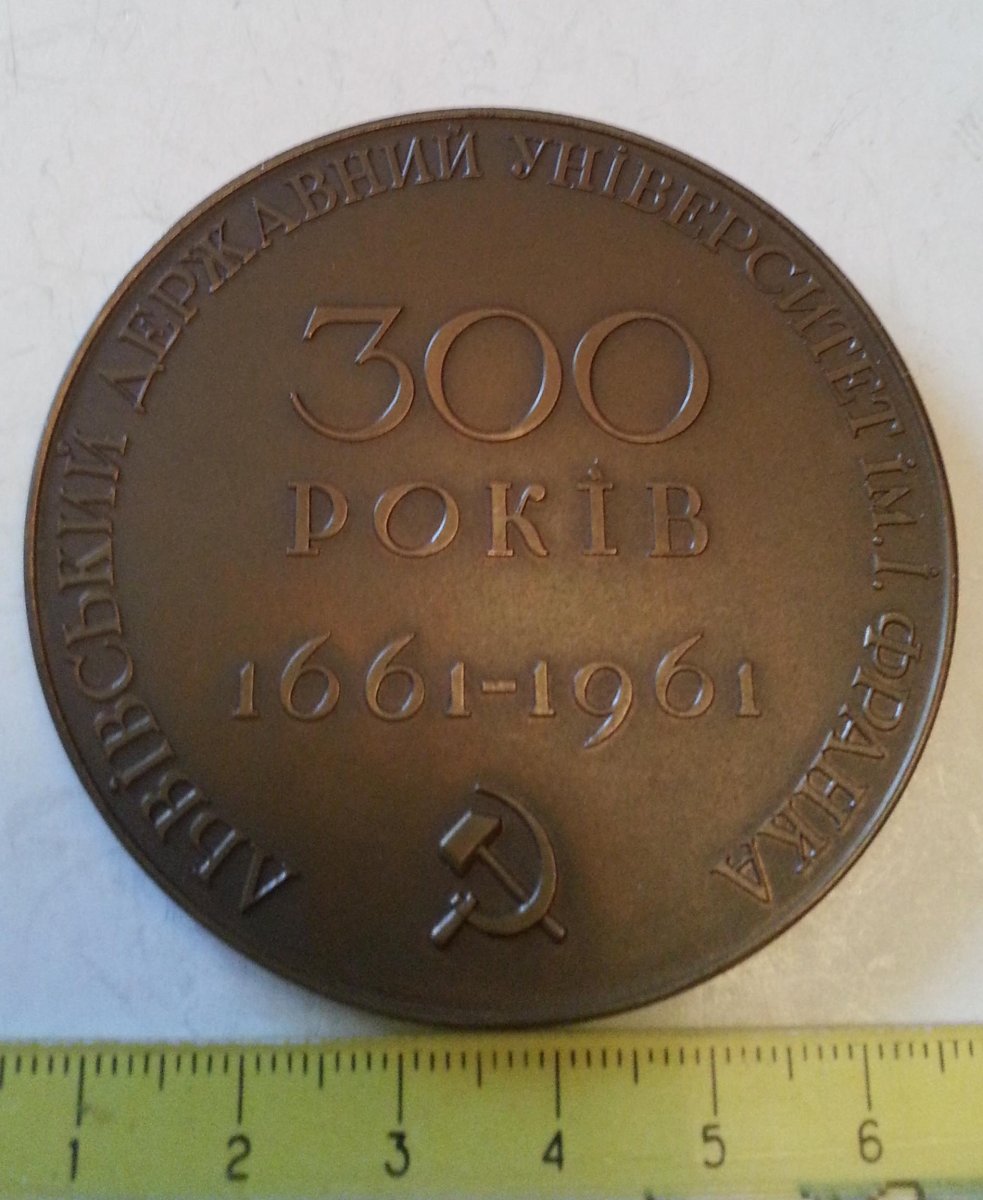 ЛЬВІВСЬКИЙ ДЕРЖАВНИЙ УНІВЕРСИТЕТ ІМ. І. ФРАНКА
300
РОКІВ
1661-1961
1 2 3 4 5 6